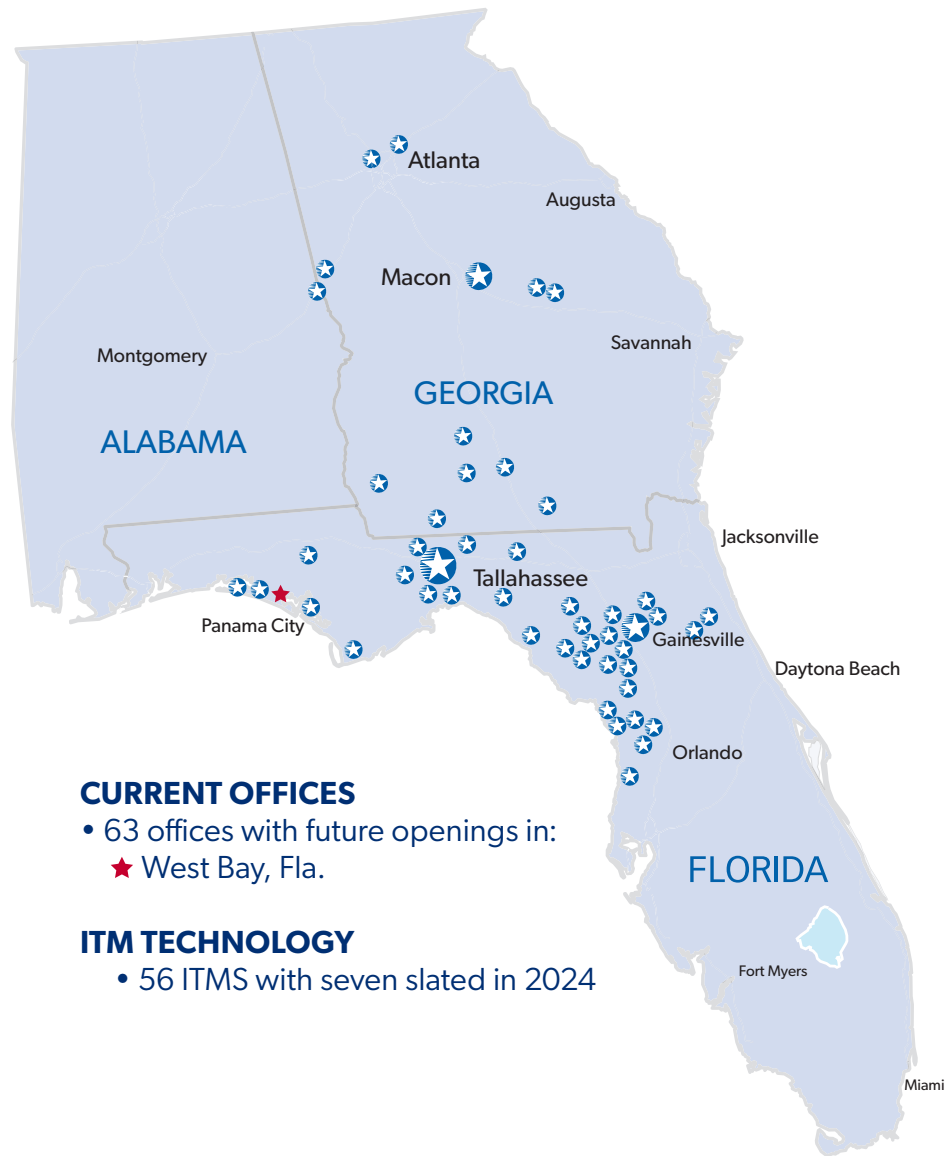 Atlanta
Augusta
Macon
Savannah
Montgomery
GEORGIA
ALABAMA
Jacksonville
Tallahassee
Panama City
Gainesville
Daytona Beach
Orlando
CURRENT OFFICES
• 63 offices with future openings in:
West Bay, Fla.
FLORIDA
ITM TECHNOLOGY
• 56 ITMS with seven slated in 2024
Fort Myers
Miami